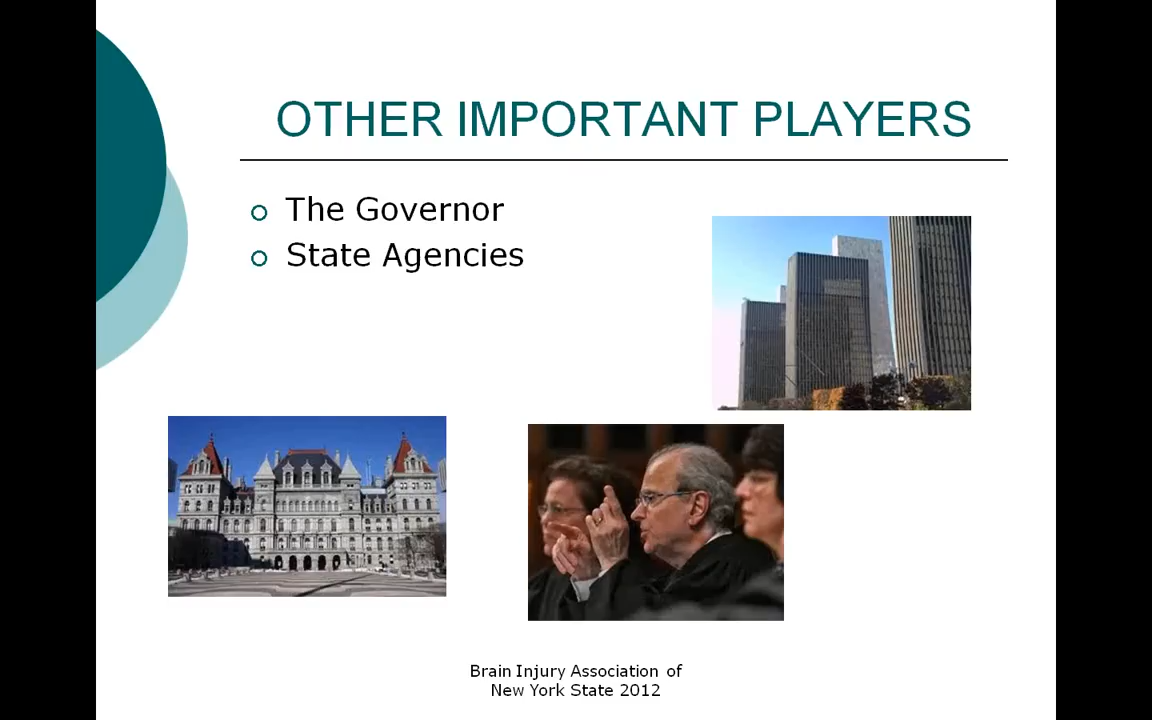 OTHER IMPORTANT PLAYERS
The Governor
State Agencies
Brain Injury Association of
New York State 2012